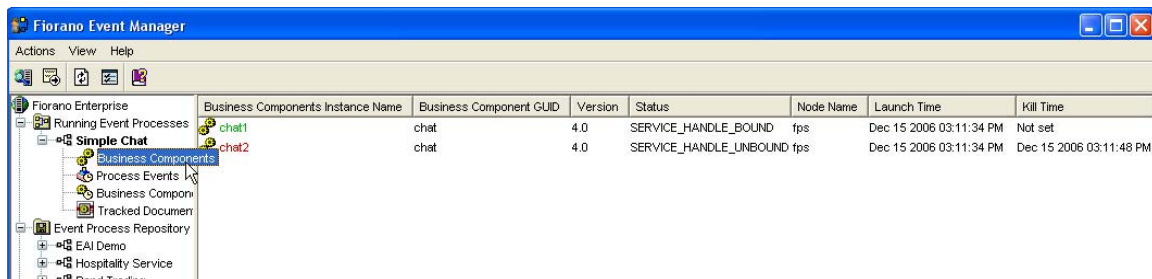 Fiorano Event Manager
Actions View Help
Fiorano Enterprise
Running Event Processes
Simple Chat
Business Components
Process Events
Business Compon
Tracked Documen
Event Process Repository
EAI Demo
Hospitality Service
Business Components Instance Name Business Component GUID Version Status Node Name Launch Time Kill Time
chat1 chat 4.0 SERVICE_HANDLE_BOUND fps Dec 15 2006 03:11:34 PM Not set
chat2 chat 4.0 SERVICE_HANDLE_UNBOUND fps Dec 15 2006 03:11:34 PM Dec 15 2006 03:11:48 PM